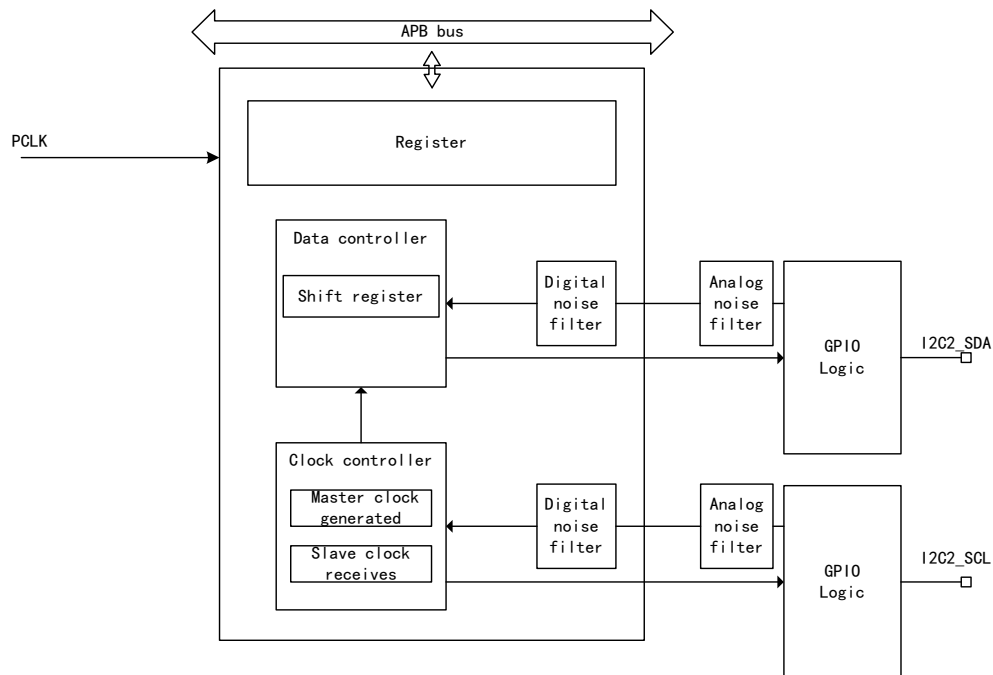 APB bus
PCLK
Register
Data controller
Shift register
Digital
noise
filter
Analog
noise
filter
GPIO
Logic
I2C2_SDA
Clock controller
Master clock
generated
Slave clock
receives
Digital
noise
filter
Analog
noise
filter
GPIO
Logic
I2C2_SCL